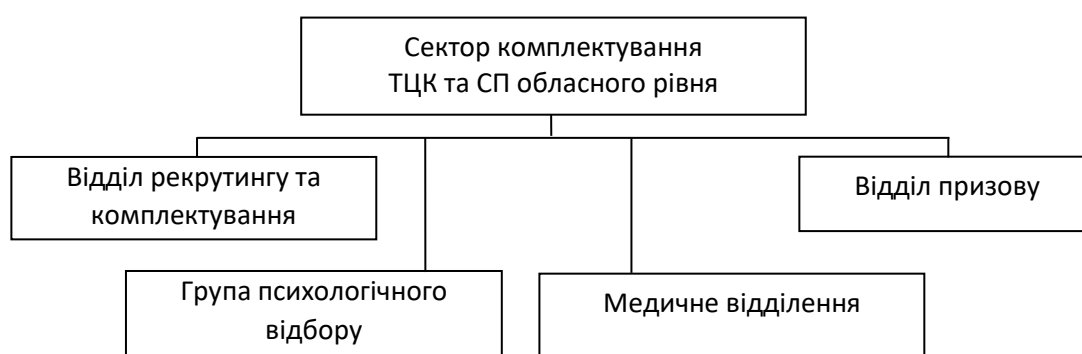 Сектор комплектування
ТЦК та СП обласного рівня
Відділ рекрутингу та
комплектування
Відділ призову
Група психологічного
відбору
Медичне відділення